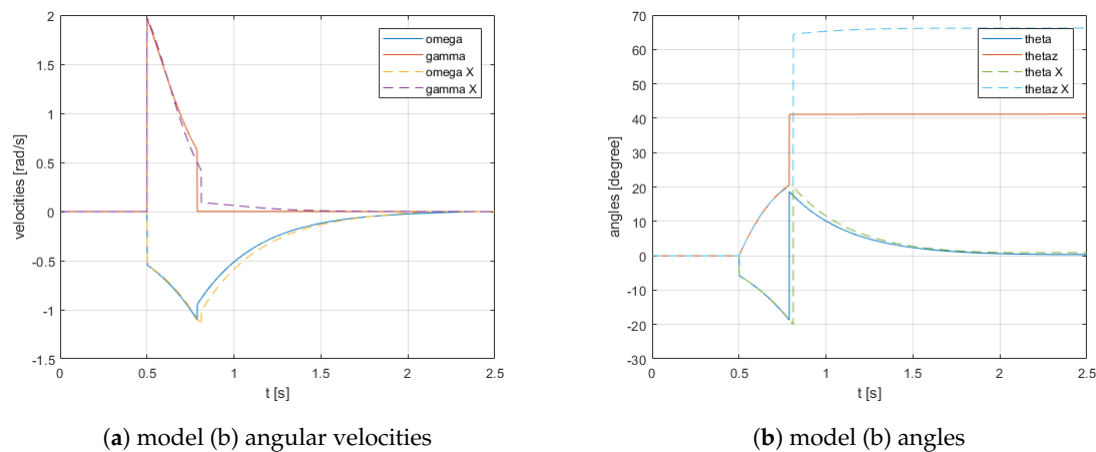 2
1.5
1
0.5
0
-0.5
-1
-1.5
velocities [rad/s]
0
0.5
1
1.5
2
2.5
t [s]
omega
gamma
omega X
gamma X
(a) model (b) angular velocities
70
60
50
40
30
20
10
0
-10
-20
-30
angles [degree]
0
0.5
1
1.5
2
2.5
t [s]
theta
thetaz
theta X
thetaz X
(b) model (b) angles